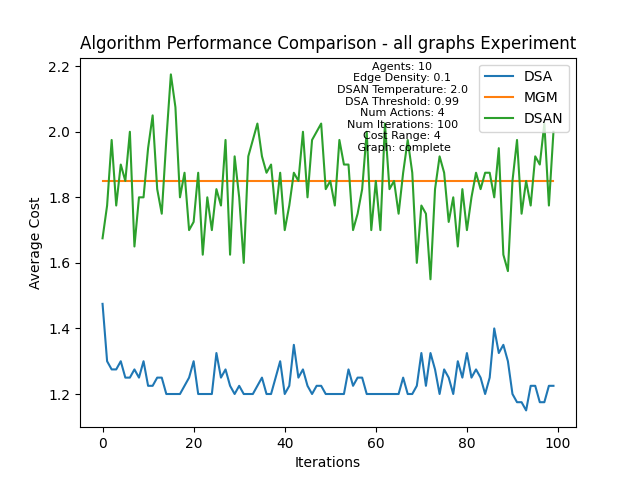 Algorithm Performance Comparison - all graphs Experiment
Agents: 10
Edge Density: 0.1
DSAN Temperature: 2.0
DSA Threshold: 0.99
Num Actions: 4
Num Iterations: 100
Cost Range: 4
Graph: complete
DSA
MGM
DSAN
Average Cost
2.2
2.0
1.8
1.6
1.4
1.2
0 20 40 60 80 100
Iterations